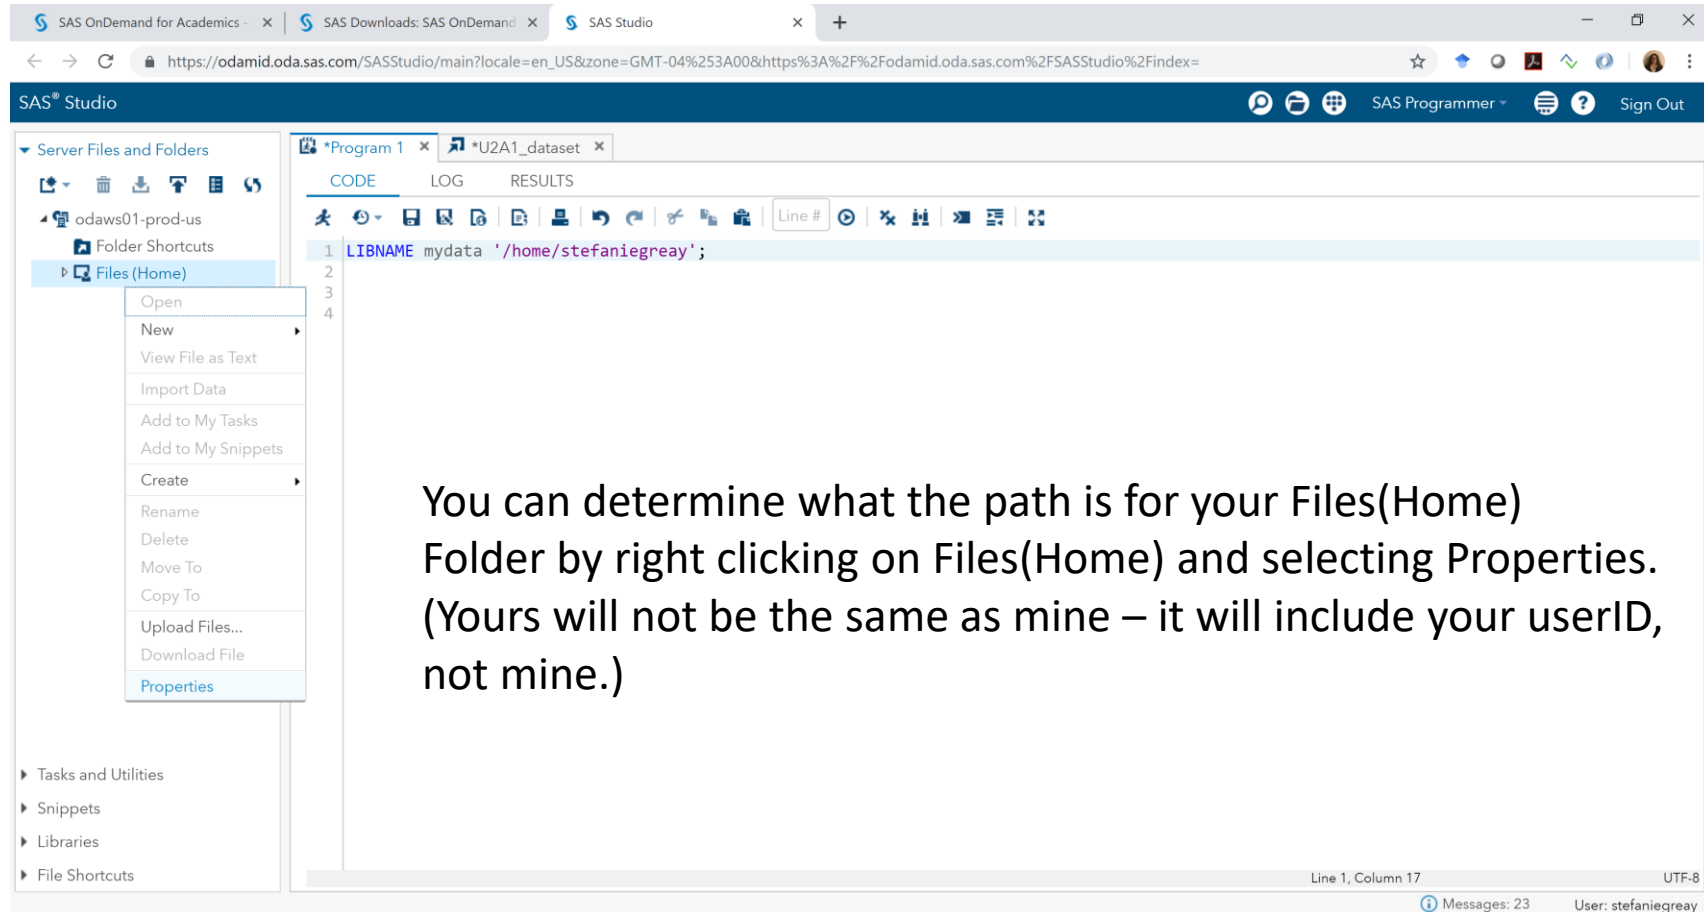 SAS OnDemand for Academics -
SAS Downloads: SAS OnDemand
SAS Studio
https://odamid.oda.sas.com/SASStudio/main?locale=en_US&zone=GMT-04%253A00&https%3A%2F%2Fodamid.oda.sas.com%2FSASStudio%2Findex=
SAS® Studio
SAS Programmer
Sign Out
Server Files and Folders
odaws01-prod-us
Folder Shortcuts
Files (Home)
Open
New
View File as Text
Import Data
Add to My Tasks
Add to My Snippets
Create
Rename
Delete
Move To
Copy To
Upload Files...
Download File
Properties
Tasks and Utilities
Snippets
Libraries
File Shortcuts
*Program 1
*U2A1_dataset
CODE LOG RESULTS
Line #
1 LIBNAME mydata '/home/stefaniegreay';
2
3
4
You can determine what the path is for your Files(Home)
Folder by right clicking on Files(Home) and selecting Properties.
(Yours will not be the same as mine – it will include your userID,
not mine.)
Line 1, Column 17
UTF-8
Messages: 23
User: stefaniegreay